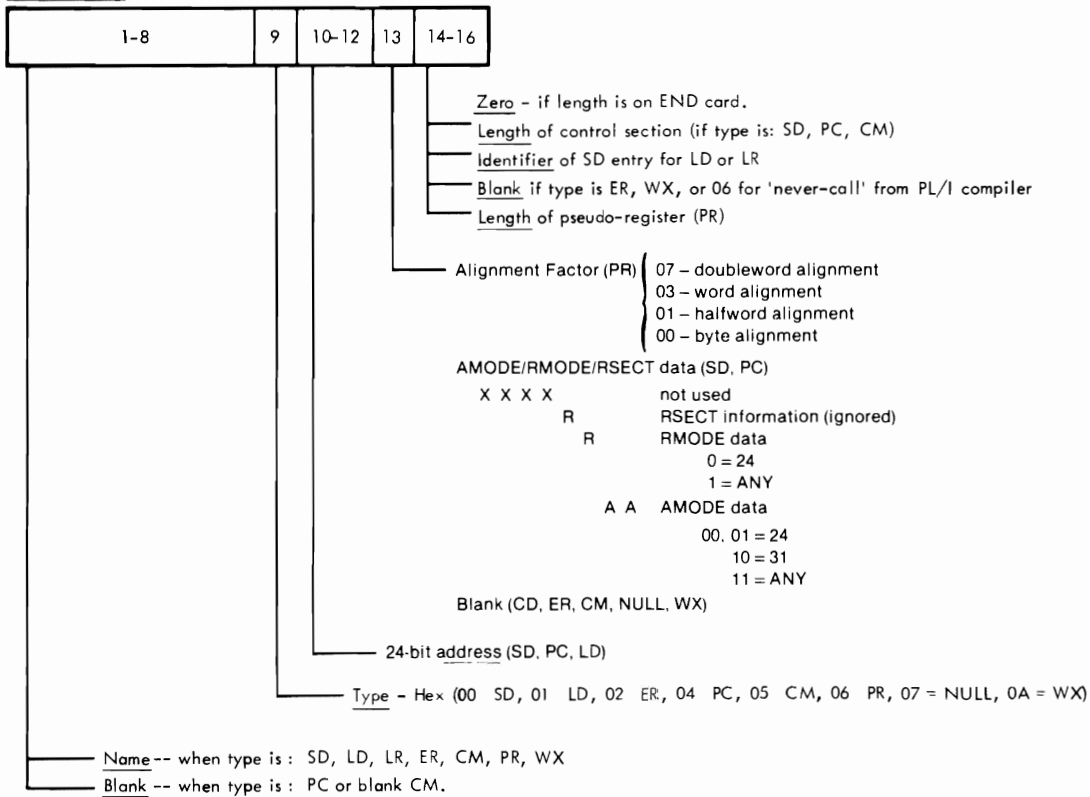 1-8 9 10-12 13 14-16
Zero - if length is on END card.
Length of control section (if type is: SD, PC, CM)
Identifier of SD entry for LD or LR
Blank if type is ER, WX, or 06 for 'never-call' from PL/I compiler
Length of pseudo-register (PR)
Alignment Factor (PR) 07 – doubleword alignment
03 – word alignment
01 – halfword alignment
00 – byte alignment
AMODE/RMODE/RSECT data (SD, PC)
X X X X not used
R RSECT information (ignored)
R RMODE data
0 = 24
1 = ANY
A A AMODE data
00. 01 = 24
10 = 31
11 = ANY
Blank (CD, ER, CM, NULL, WX)
24-bit address (SD, PC, LD)
Type - Hex (00 SD, 01 LD, 02 ER, 04 PC, 05 CM, 06 PR, 07 = NULL, 0A = WX)
Name -- when type is : SD, LD, LR, ER, CM, PR, WX
Blank -- when type is : PC or blank CM.